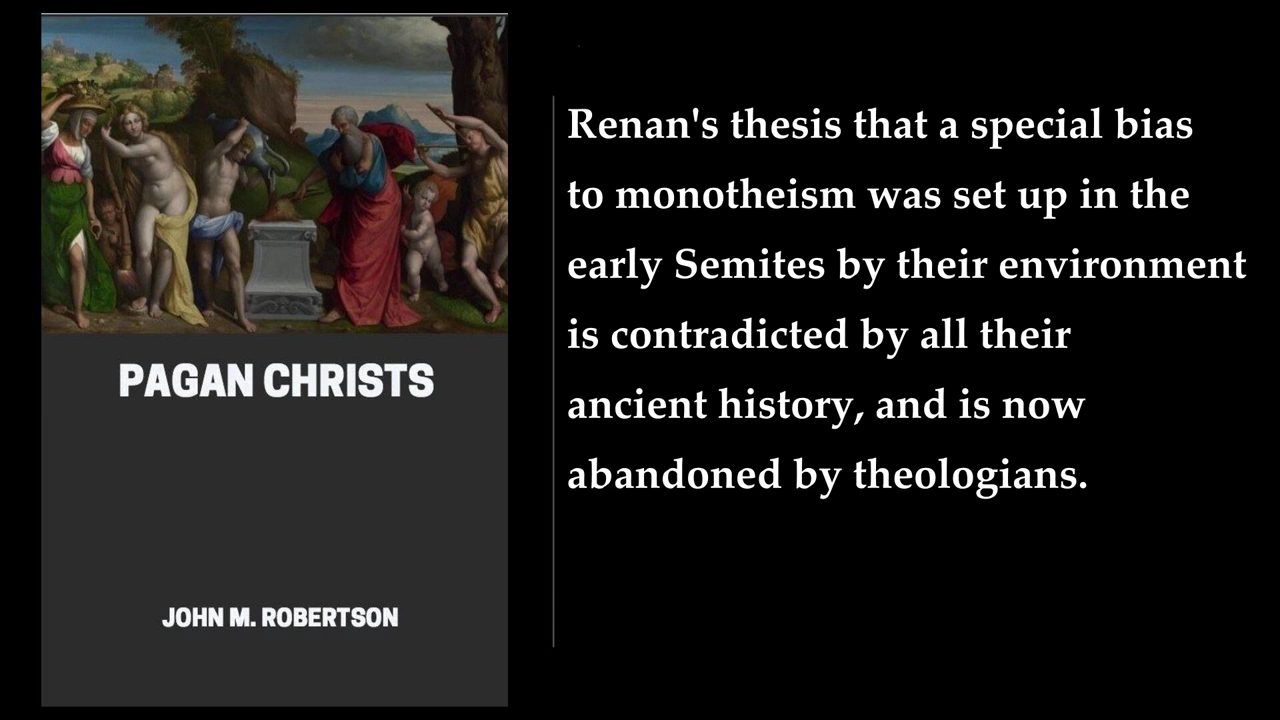 PAGAN CHRISTS
JOHN M. ROBERTSON
Renan's thesis that a special bias
to monotheism was set up in the
early Semites by their environment
is contradicted by all their
ancient history, and is now
abandoned by theologians.